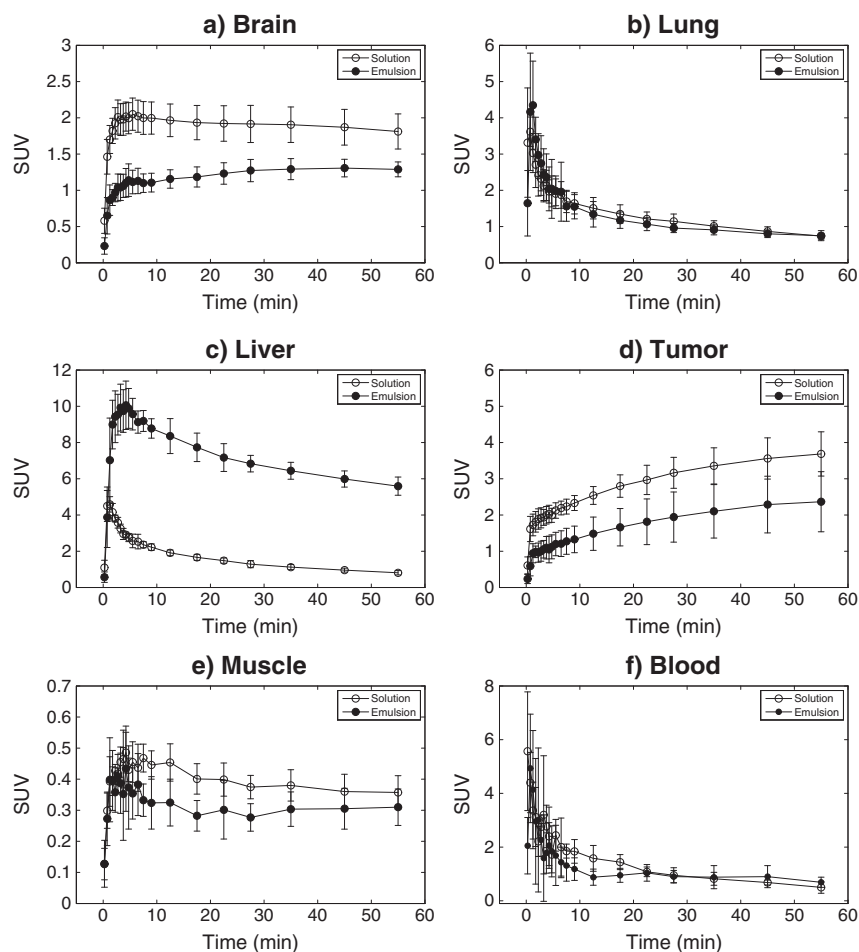 a) Brain
3
2.5
2
1.5
1
0.5
0
SUV
0 10 20 30 40 50 60
Time (min)
Solution
Emulsion
b) Lung
6
5
4
3
2
1
0
SUV
0 10 20 30 40 50 60
Time (min)
Solution
Emulsion
c) Liver
12
10
8
6
4
2
0
SUV
0 10 20 30 40 50 60
Time (min)
Solution
Emulsion
d) Tumor
6
5
4
3
2
1
0
SUV
0 10 20 30 40 50 60
Time (min)
Solution
Emulsion
e) Muscle
0.7
0.6
0.5
0.4
0.3
0.2
0.1
0
SUV
0 10 20 30 40 50 60
Time (min)
Solution
Emulsion
f) Blood
8
6
4
2
0
SUV
0 10 20 30 40 50 60
Time (min)
Solution
Emulsion